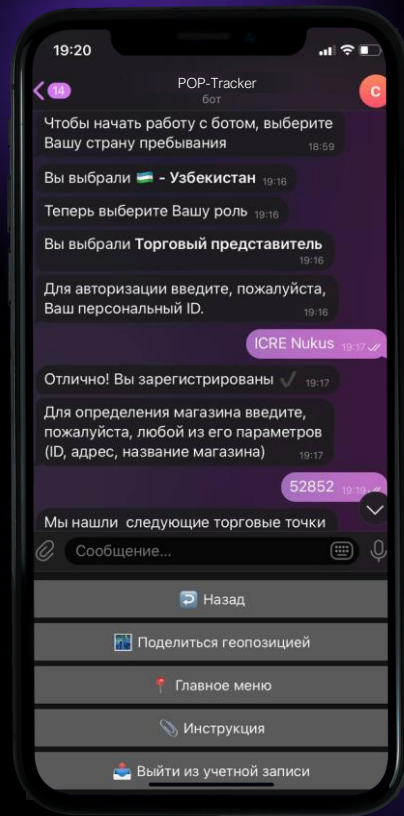 19:20
14
POP-Tracker
бот
C
Чтобы начать работу с ботом, выберите
Вашу страну пребывания 18:59
Вы выбрали 🇺🇿 - Узбекистан 19:16
Теперь выберите Вашу роль 19:16
Вы выбрали Торговый представитель
19:16
Для авторизации введите, пожалуйста,
Ваш персональный ID. 19:16
ICRE Nukus 19:17
Отлично! Вы зарегистрированы ✔️ 19:17
Для определения магазина введите,
пожалуйста, любой из его параметров
(ID, адрес, название магазина) 19:17
52852 19:19
Мы нашли следующие торговые точки
Сообщение...
Назад
Поделиться геопозицией
Главное меню
Инструкция
Выйти из учетной записи